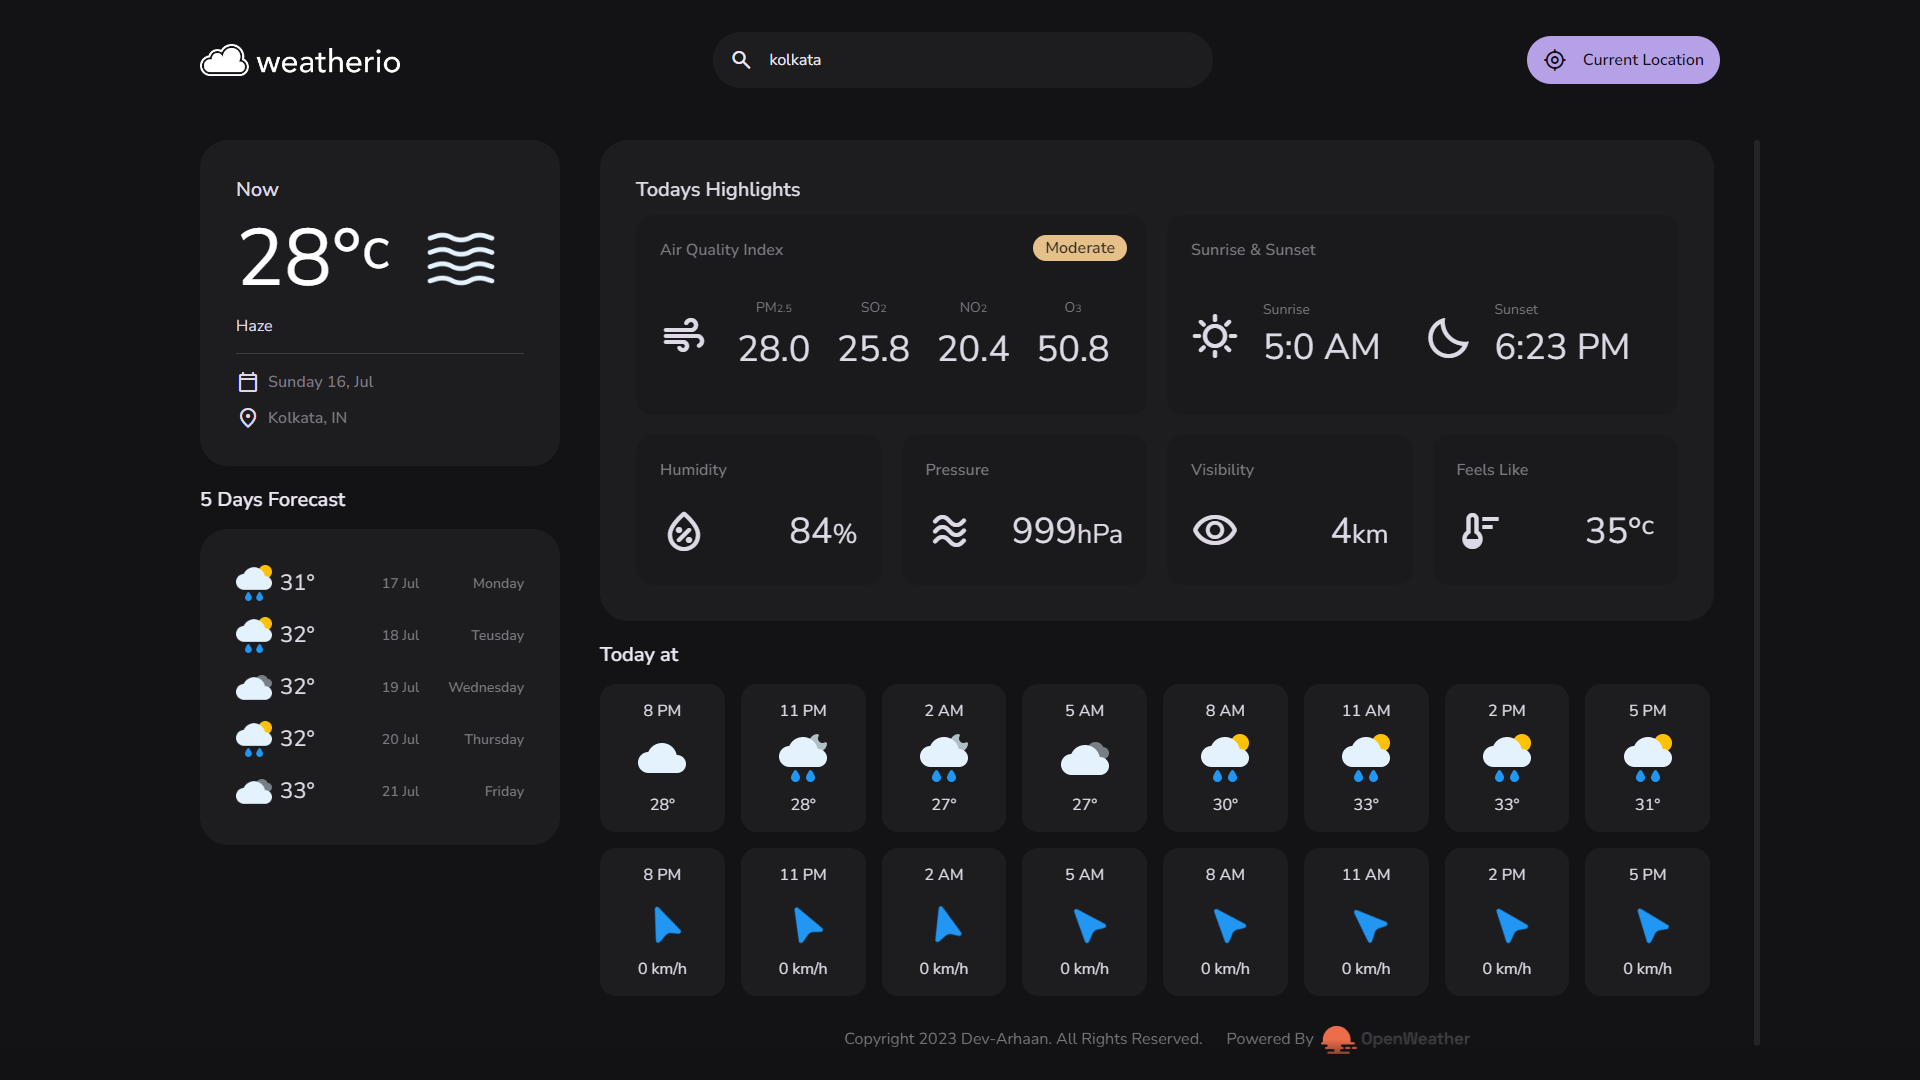 weatherio
kolkata
Current Location
Now
28°c
Haze
Sunday 16, Jul
Kolkata, IN
5 Days Forecast
31° 17 Jul Monday
32° 18 Jul Teusday
32° 19 Jul Wednesday
32° 20 Jul Thursday
33° 21 Jul Friday
Todays Highlights
Air Quality Index Moderate
PM2.5 SO2 NO2 O3
28.0 25.8 20.4 50.8
Sunrise & Sunset
Sunrise Sunset
5:0 AM 6:23 PM
Humidity
84%
Pressure
999hPa
Visibility
4km
Feels Like
35°c
Today at
8 PM 11 PM 2 AM 5 AM 8 AM 11 AM 2 PM 5 PM
28° 28° 27° 27° 30° 33° 33° 31°
8 PM 11 PM 2 AM 5 AM 8 AM 11 AM 2 PM 5 PM
0 km/h 0 km/h 0 km/h 0 km/h 0 km/h 0 km/h 0 km/h 0 km/h
Copyright 2023 Dev-Arhaan. All Rights Reserved. Powered By OpenWeather